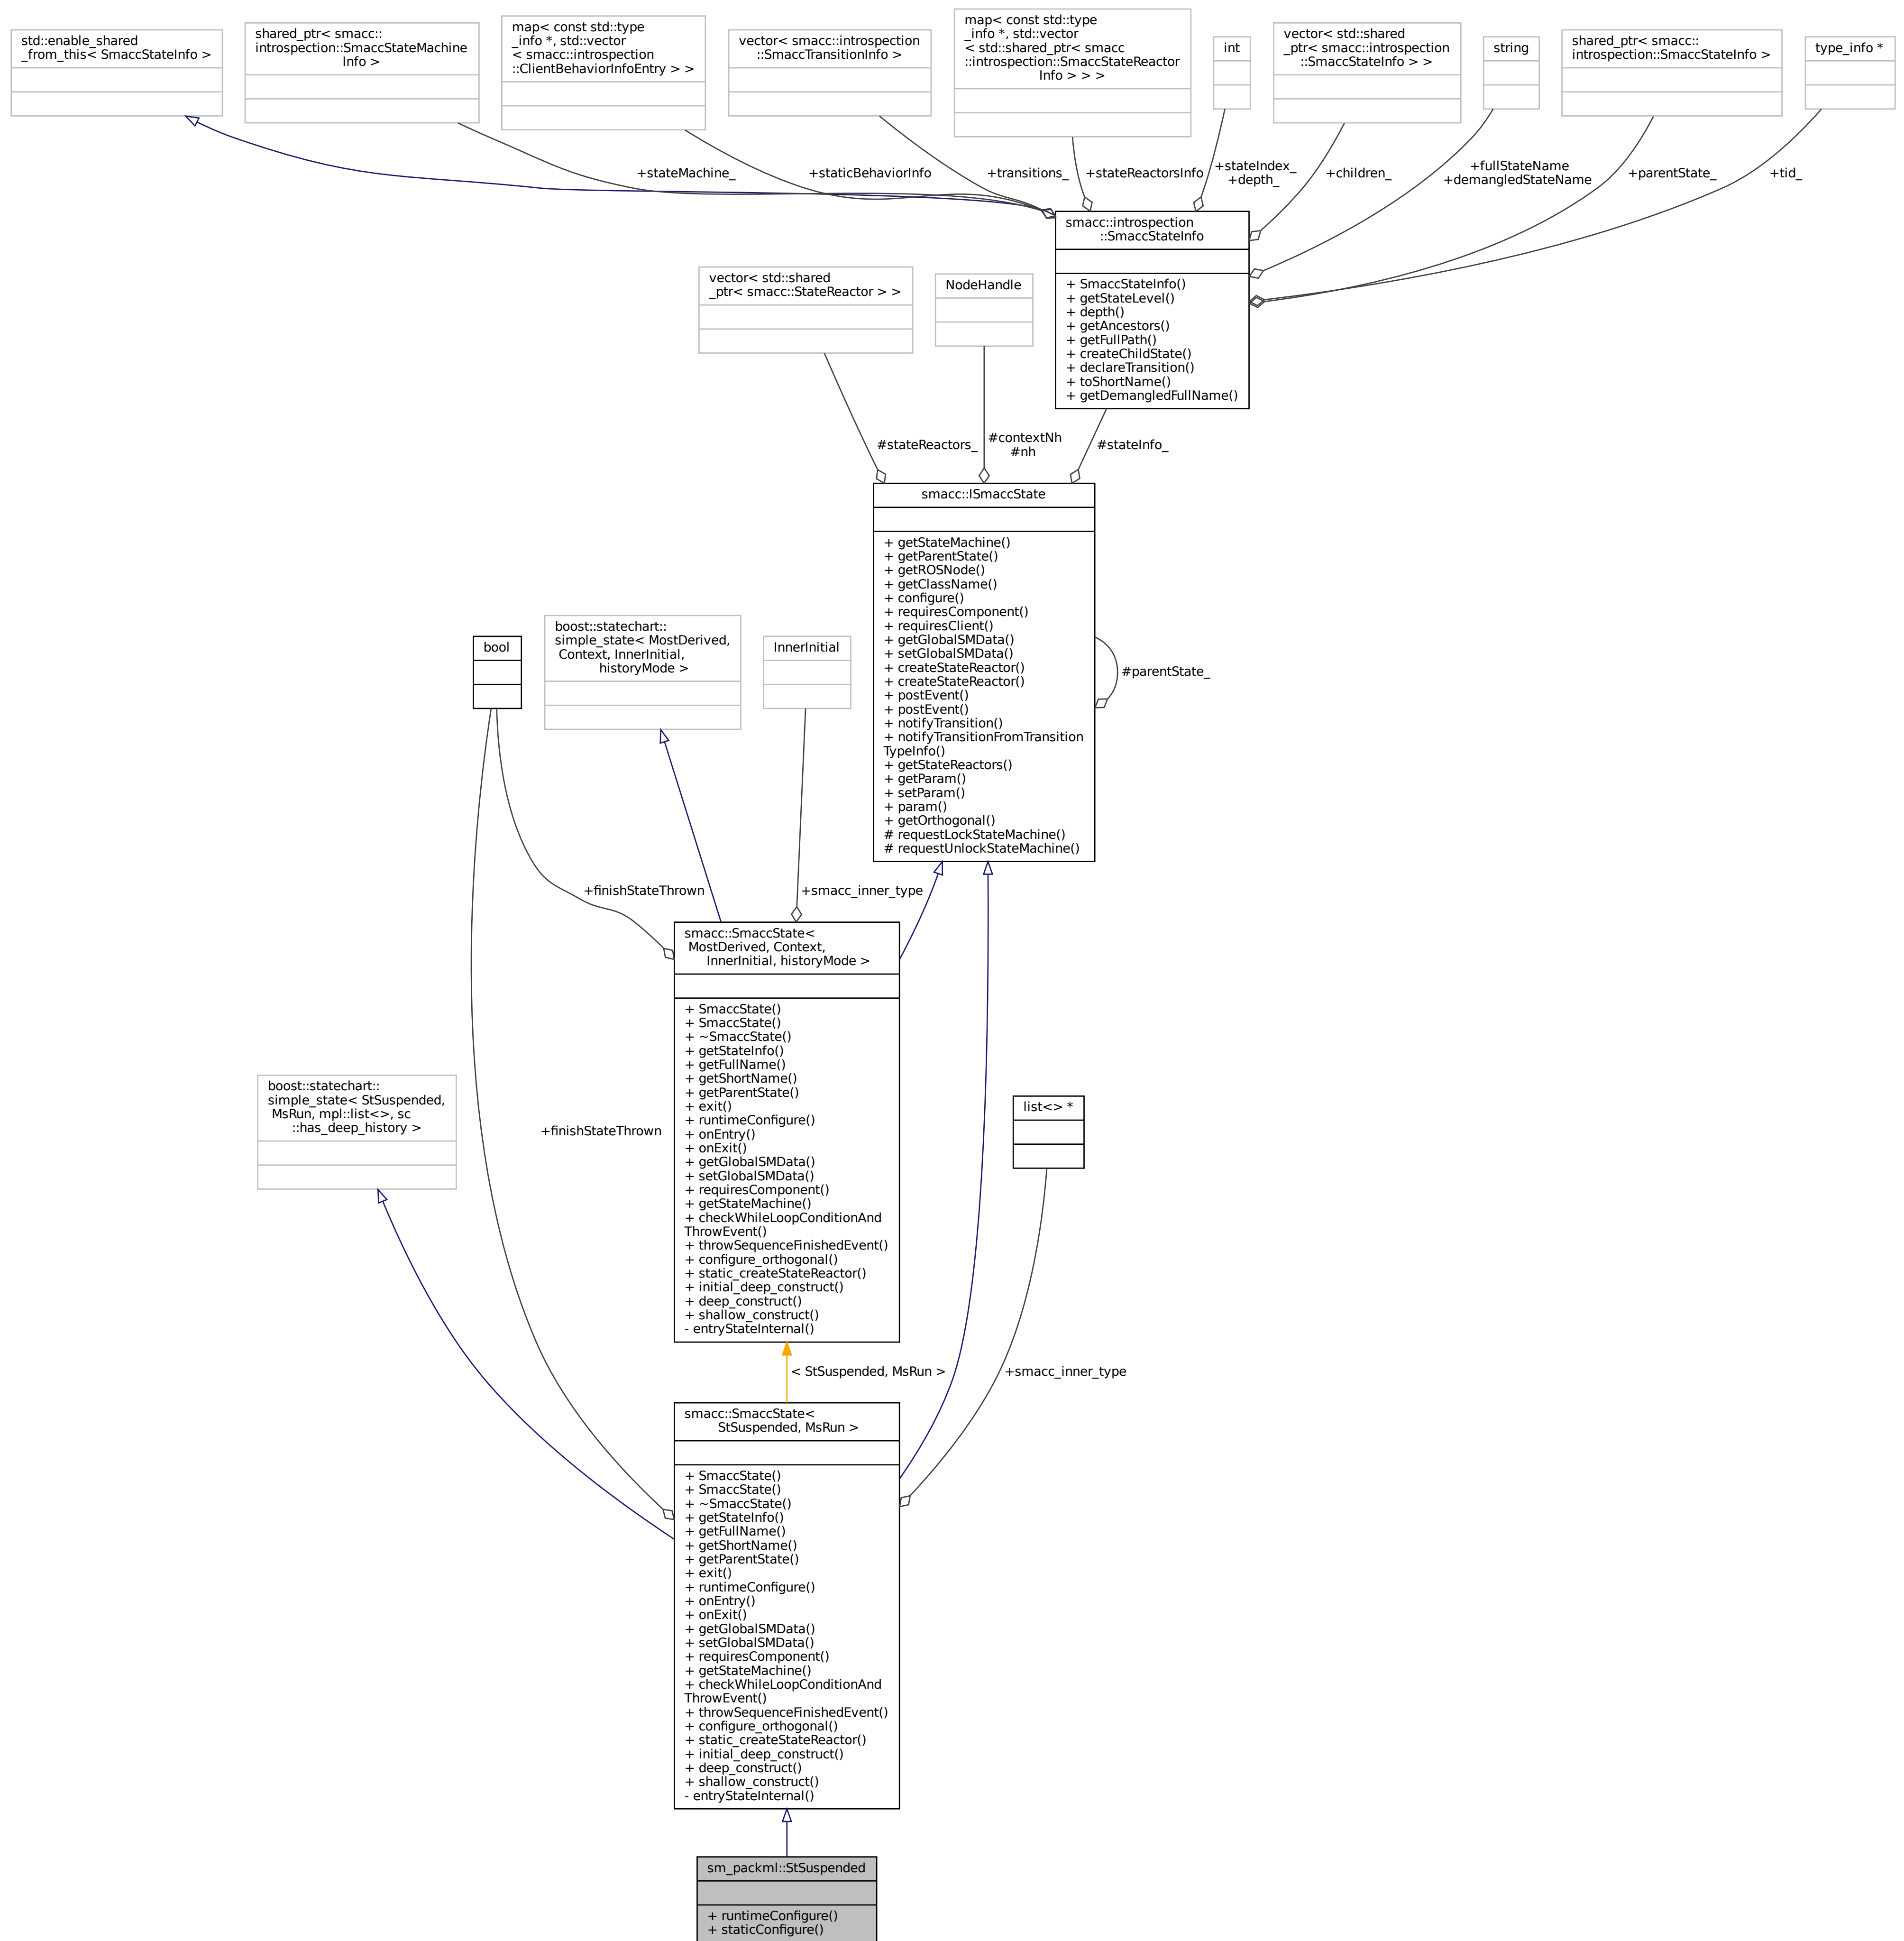 std::enable_shared
_from_this< SmaccStateInfo >
shared_ptr< smacc::
introspection::SmaccStateMachine
Info >
map< const std::type
_info *, std::vector
< smacc::introspection
::ClientBehaviorInfoEntry > >
vector< smacc::introspection
::SmaccTransitionInfo >
map< const std::type
_info *, std::vector
< std::shared_ptr< smacc
::introspection::SmaccStateReactor
Info > > >
int
vector< std::shared
_ptr< smacc::introspection
::SmaccStateInfo > >
string
shared_ptr< smacc::
introspection::SmaccStateInfo >
type_info *
+stateMachine_
+staticBehaviorInfo
+transitions_
+stateReactorsInfo
+stateIndex_
+depth_
+children_
+fullStateName
+demangledStateName
+parentState_
+tid_
smacc::introspection
::SmaccStateInfo
+ SmaccStateInfo()
+ getStateLevel()
+ depth()
+ getAncestors()
+ getFullPath()
+ createChildState()
+ declareTransition()
+ toShortName()
+ getDemangledFullName()
vector< std::shared
_ptr< smacc::StateReactor > >
NodeHandle
#stateReactors_
#contextNh
#nh
#stateInfo_
smacc::ISmaccState
+ getStateMachine()
+ getParentState()
+ getROSNode()
+ getClassName()
+ configure()
+ requiresComponent()
+ requiresClient()
+ getGlobalSMData()
+ setGlobalSMData()
+ createStateReactor()
+ createStateReactor()
+ postEvent()
+ postEvent()
+ notifyTransition()
+ notifyTransitionFromTransition
TypeInfo()
+ getStateReactors()
+ getParam()
+ setParam()
+ param()
+ getOrthogonal()
# requestLockStateMachine()
# requestUnlockStateMachine()
#parentState_
bool
boost::statechart::
simple_state< MostDerived,
Context, InnerInitial,
historyMode >
InnerInitial
+finishStateThrown
+smacc_inner_type
smacc::SmaccState<
MostDerived, Context,
InnerInitial, historyMode >
+ SmaccState()
+ SmaccState()
+ ~SmaccState()
+ getStateInfo()
+ getFullName()
+ getShortName()
+ getParentState()
+ exit()
+ runtimeConfigure()
+ onEntry()
+ onExit()
+ getGlobalSMData()
+ setGlobalSMData()
+ requiresComponent()
+ getStateMachine()
+ checkWhileLoopConditionAnd
ThrowEvent()
+ throwSequenceFinishedEvent()
+ configure_orthogonal()
+ static_createStateReactor()
+ initial_deep_construct()
+ deep_construct()
+ shallow_construct()
- entryStateInternal()
boost::statechart::
simple_state< StSuspended,
MsRun, mpl::list<>, sc
::has_deep_history >
+finishStateThrown
list<> *
< StSuspended, MsRun >
+smacc_inner_type
smacc::SmaccState<
StSuspended, MsRun >
+ SmaccState()
+ SmaccState()
+ ~SmaccState()
+ getStateInfo()
+ getFullName()
+ getShortName()
+ getParentState()
+ exit()
+ runtimeConfigure()
+ onEntry()
+ onExit()
+ getGlobalSMData()
+ setGlobalSMData()
+ requiresComponent()
+ getStateMachine()
+ checkWhileLoopConditionAnd
ThrowEvent()
+ throwSequenceFinishedEvent()
+ configure_orthogonal()
+ static_createStateReactor()
+ initial_deep_construct()
+ deep_construct()
+ shallow_construct()
- entryStateInternal()
sm_packml::StSuspended
+ runtimeConfigure()
+ staticConfigure()